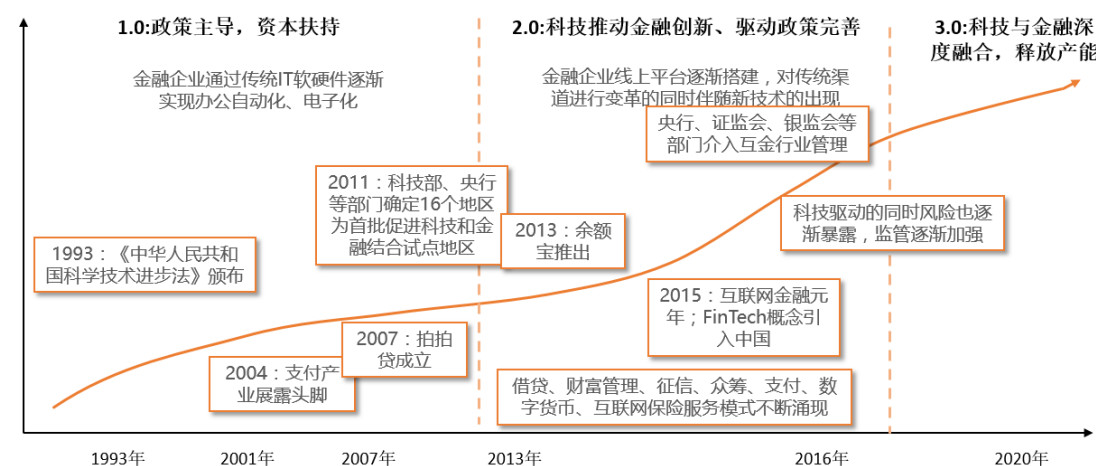 1.0:政策主导，资本扶持
金融企业通过传统IT软硬件逐渐
实现办公自动化、电子化
2.0:科技推动金融创新、驱动政策完善
金融企业线上平台逐渐搭建，对传统渠
道进行变革的同时伴随新技术的出现
3.0:科技与金融深
度融合，释放产能
央行、证监会、银监会等
部门介入互金行业管理
2011：科技部、央行
等部门确定16个地区
为首批促进科技和金
融结合试点地区
2013：余额
宝推出
科技驱动的同时风险也逐
渐暴露，监管逐渐加强
1993：《中华人民共和
国科学技术进步法》颁布
2015：互联网金融元
年；FinTech概念引
入中国
2007：拍拍
贷成立
2004：支付产
业展露头脚
借贷、财富管理、征信、众筹、支付、数
字货币、互联网保险服务模式不断涌现
1993年
2001年
2007年
2013年
2016年
2020年